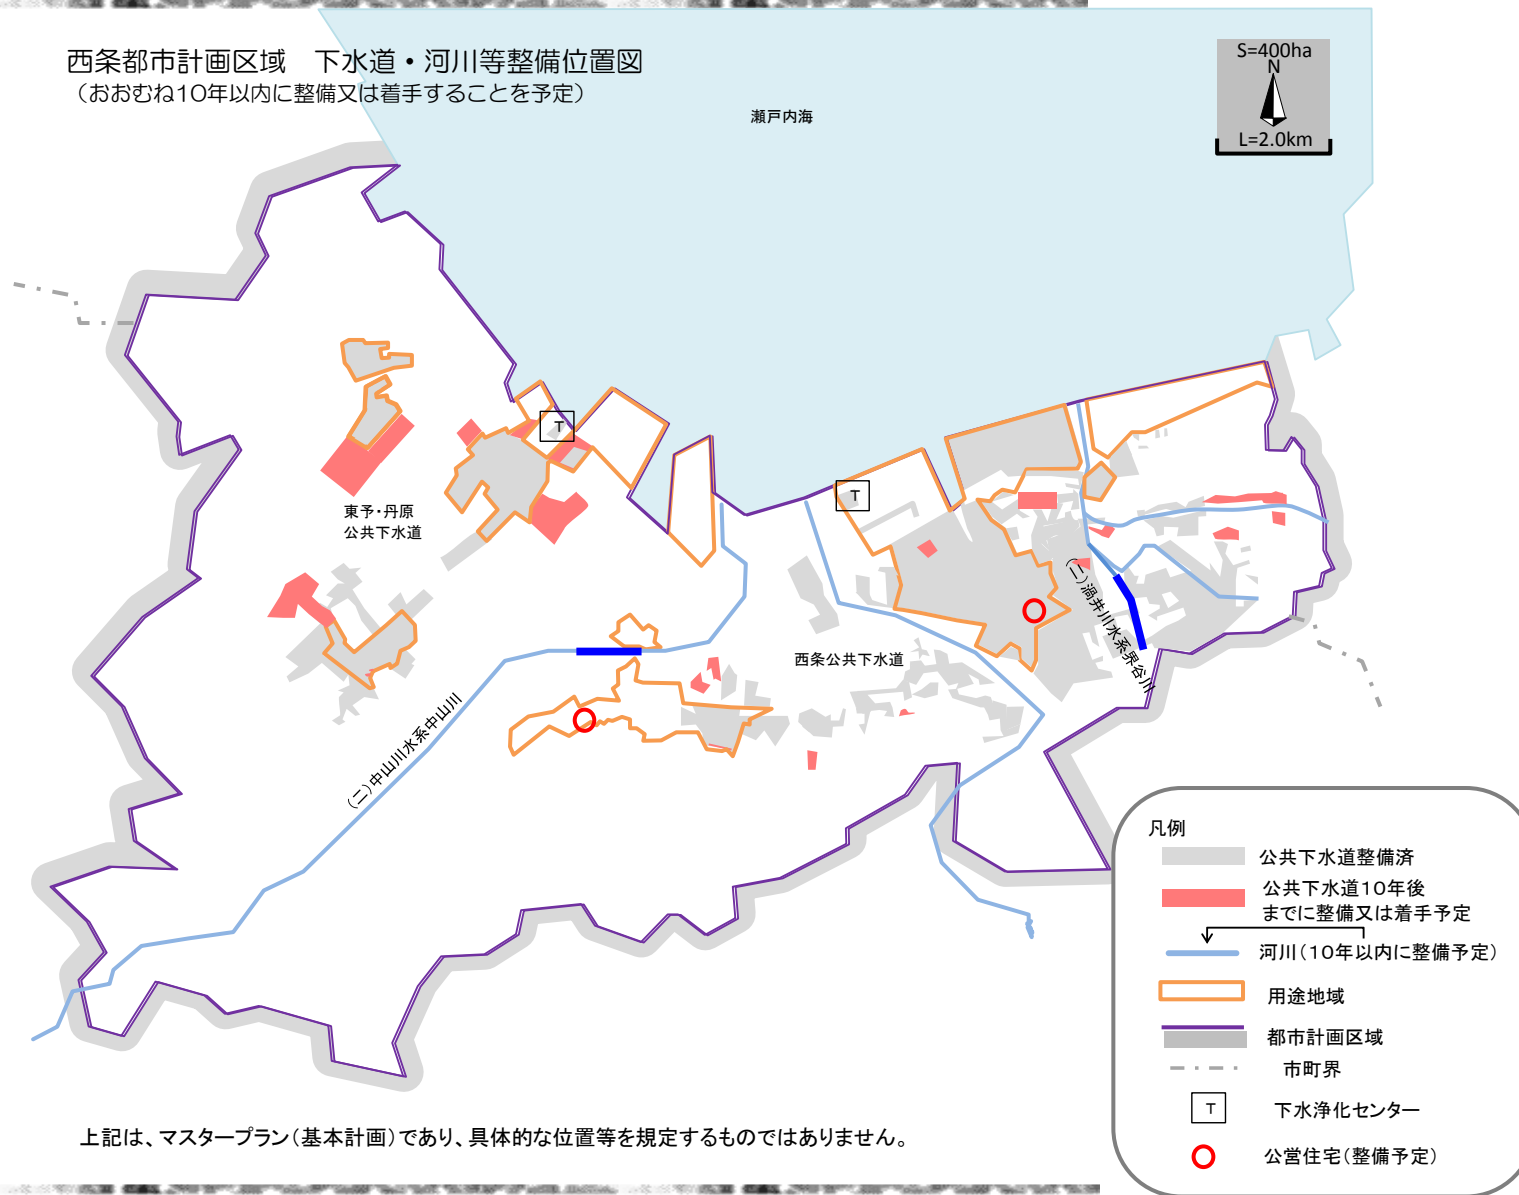 西条都市計画区域　下水道・河川等整備位置図
（おおむね10年以内に整備又は着手することを予定）
S=400ha
N
L=2.0km
瀬戸内海
T
T
東予・丹原
公共下水道
西条公共下水道
（二）渦井川水系界谷川
（二）中山川水系中山川
凡例
公共下水道整備済
公共下水道１０年後
までに整備又は着手予定
河川（１０年以内に整備予定）
用途地域
都市計画区域
市町界
T
下水浄化センター
公営住宅（整備予定）
上記は、マスタープラン（基本計画）であり、具体的な位置等を規定するものではありません。